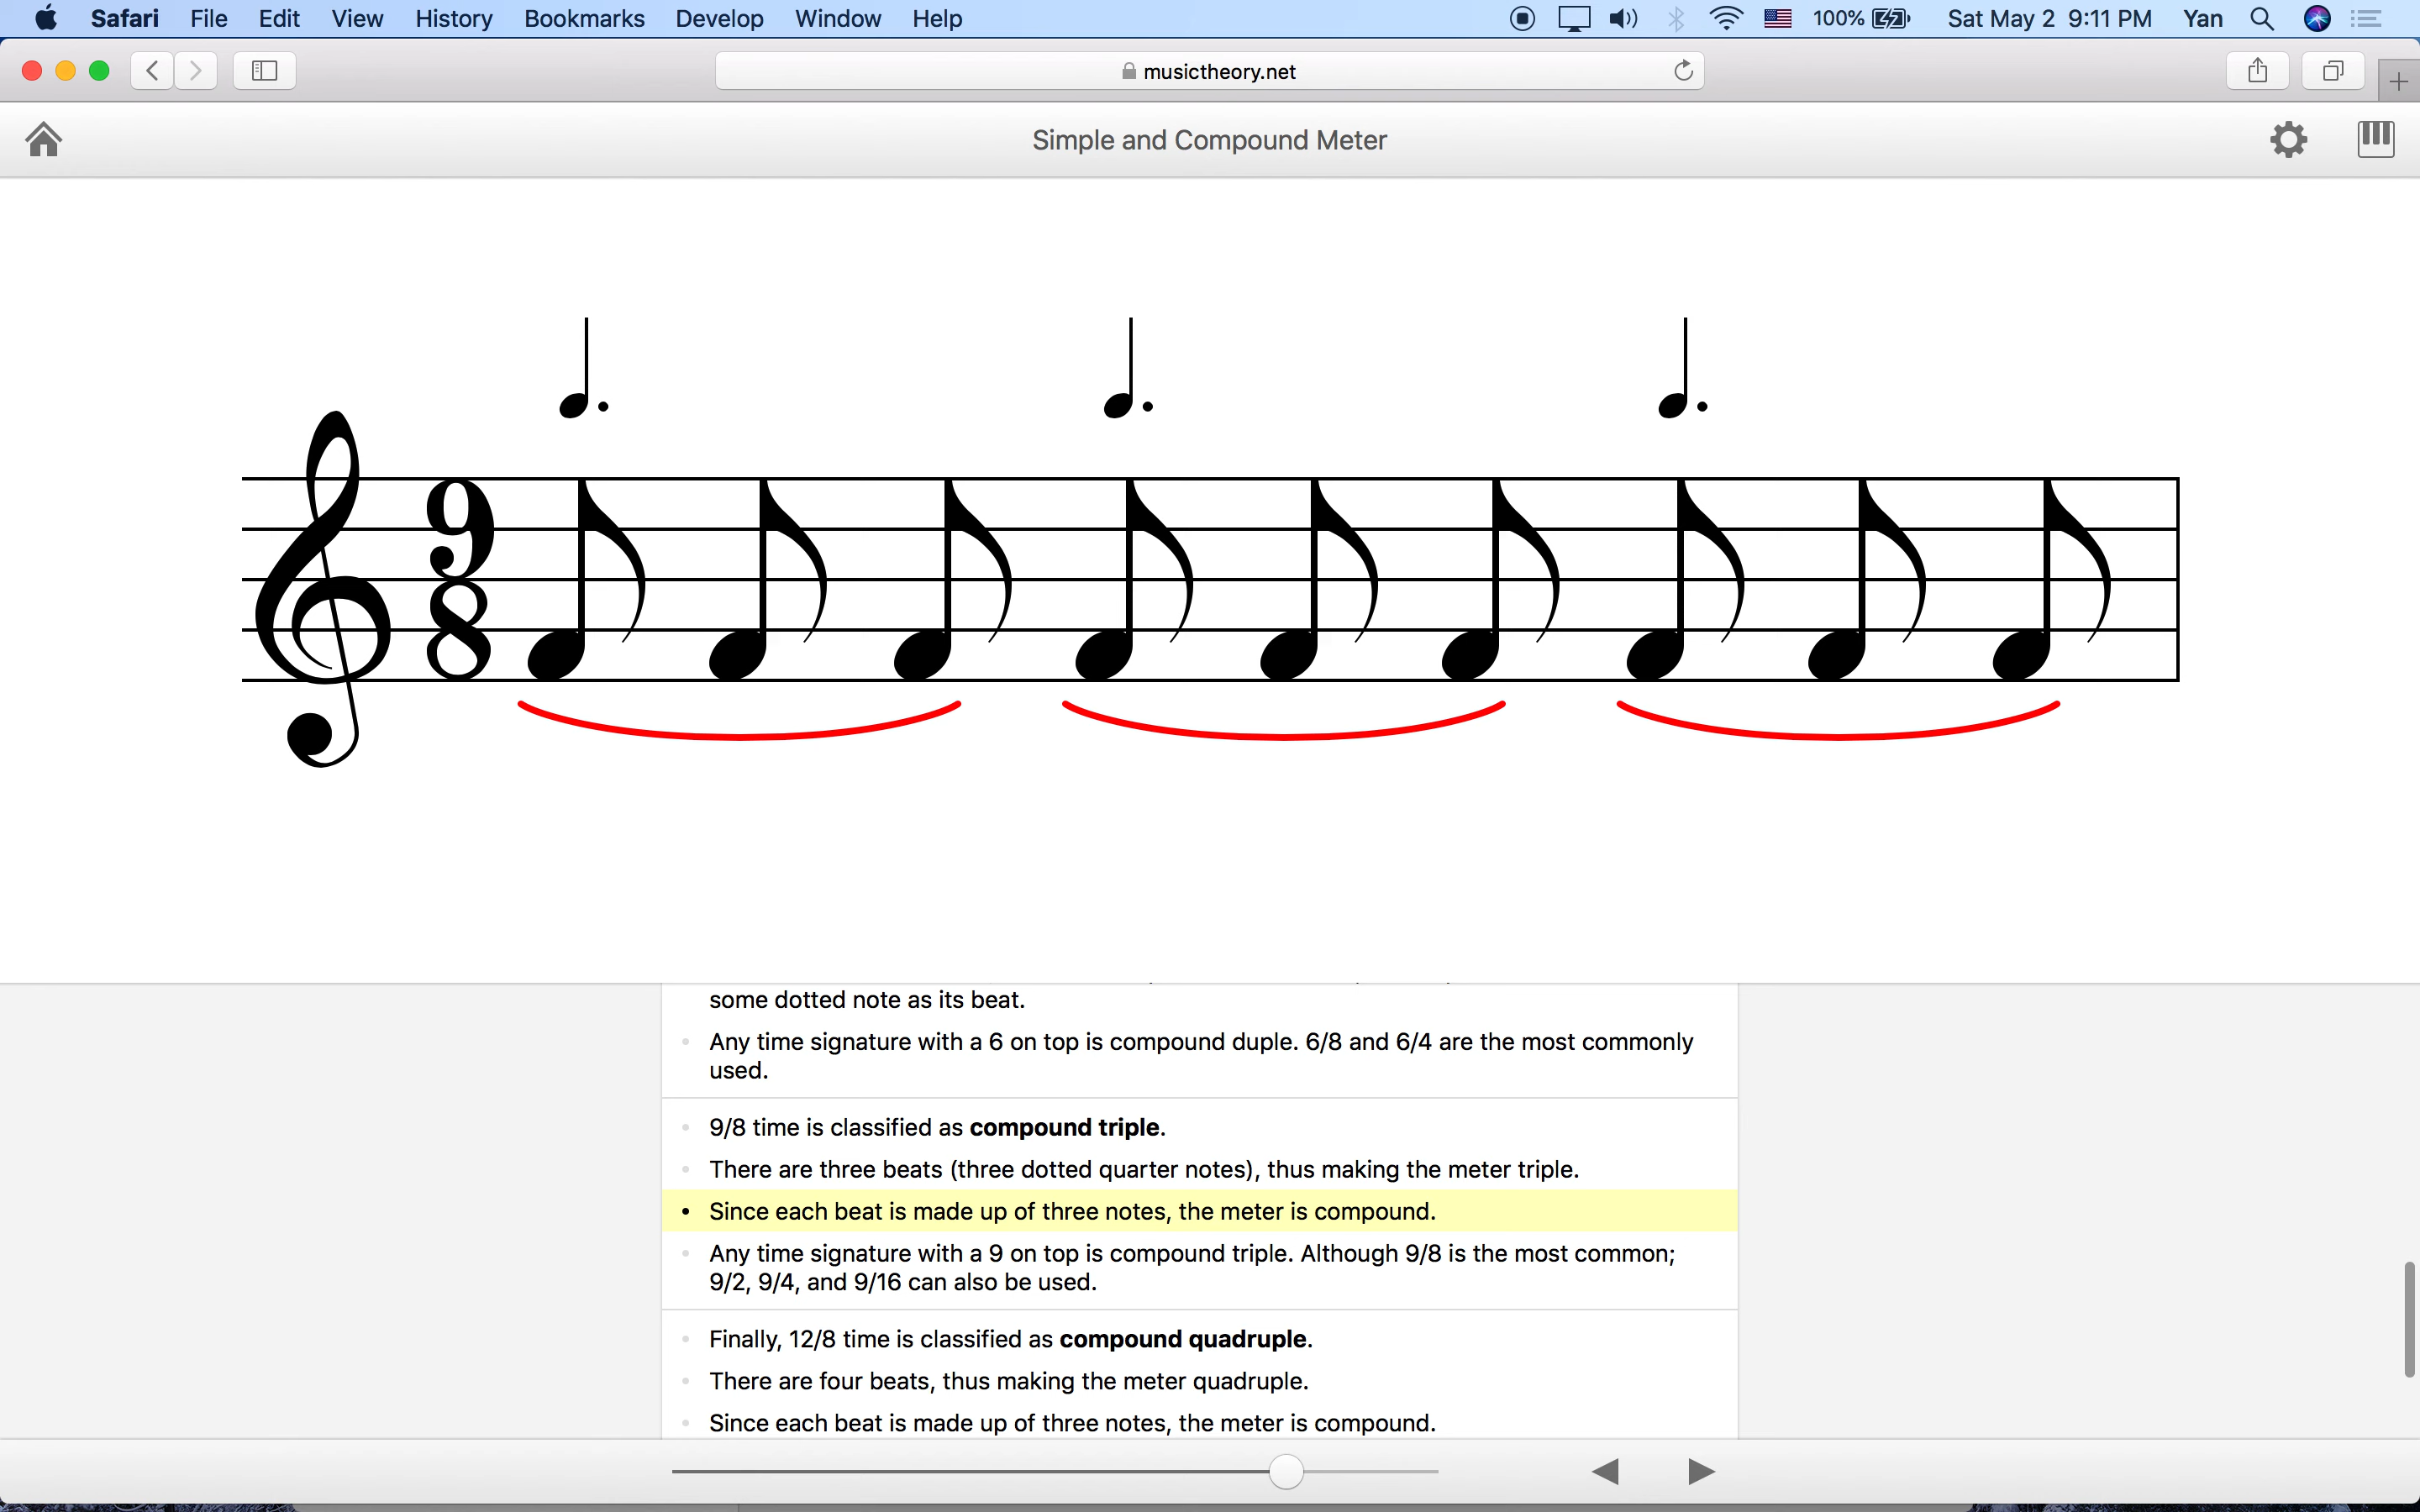 Safari File Edit View History Bookmarks Develop Window Help 100% Sat May 2 9:11 PM Yan
musictheory.net
Simple and Compound Meter
9
8
some dotted note as its beat.
• Any time signature with a 6 on top is compound duple. 6/8 and 6/4 are the most commonly
used.
• 9/8 time is classified as compound triple.
• There are three beats (three dotted quarter notes), thus making the meter triple.
• Since each beat is made up of three notes, the meter is compound.
• Any time signature with a 9 on top is compound triple. Although 9/8 is the most common;
9/2, 9/4, and 9/16 can also be used.
• Finally, 12/8 time is classified as compound quadruple.
• There are four beats, thus making the meter quadruple.
• Since each beat is made up of three notes, the meter is compound.